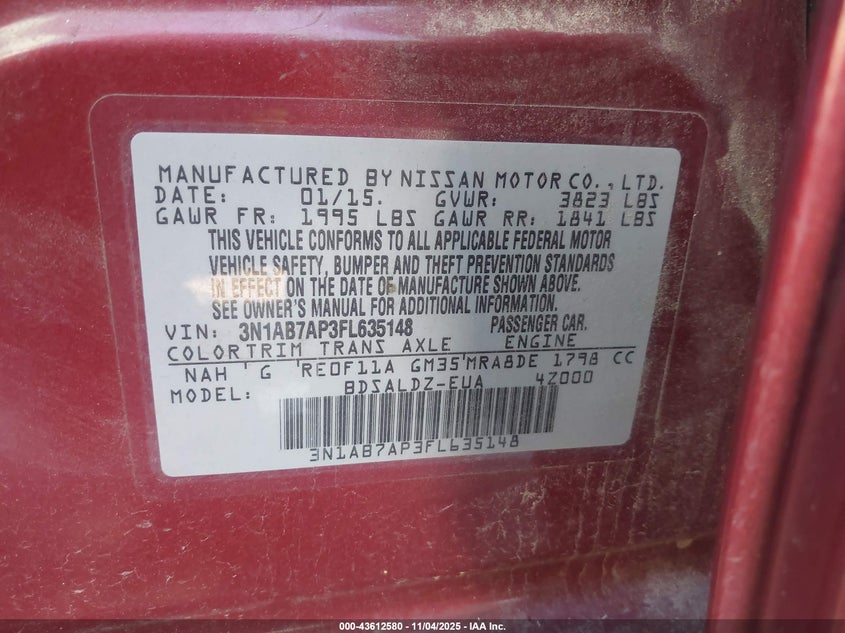 MANUFACTURED BY NISSAN MOTOR CO., LTD.
DATE: 01/15. GVWR: 3823 LBS
GAWR FR: 1995 LBS GAWR RR: 1841 LBS
THIS VEHICLE CONFORMS TO ALL APPLICABLE FEDERAL MOTOR
VEHICLE SAFETY, BUMPER AND THEFT PREVENTION STANDARDS
IN EFFECT ON THE DATE OF MANUFACTURE SHOWN ABOVE.
SEE OWNER'S MANUAL FOR ADDITIONAL INFORMATION.
VIN: 3N1AB7AP3FL635148 PASSENGER CAR.
COLOR TRIM TRANS AXLE ENGINE
NAH 'G 'RE0F11A GM35'MRA8DE 1798 CC
MODEL: BDSALDZ-EUA 4Z000
3N1AB7AP3FL635148
000-43612580 - 11/04/2025 - IAA Inc.